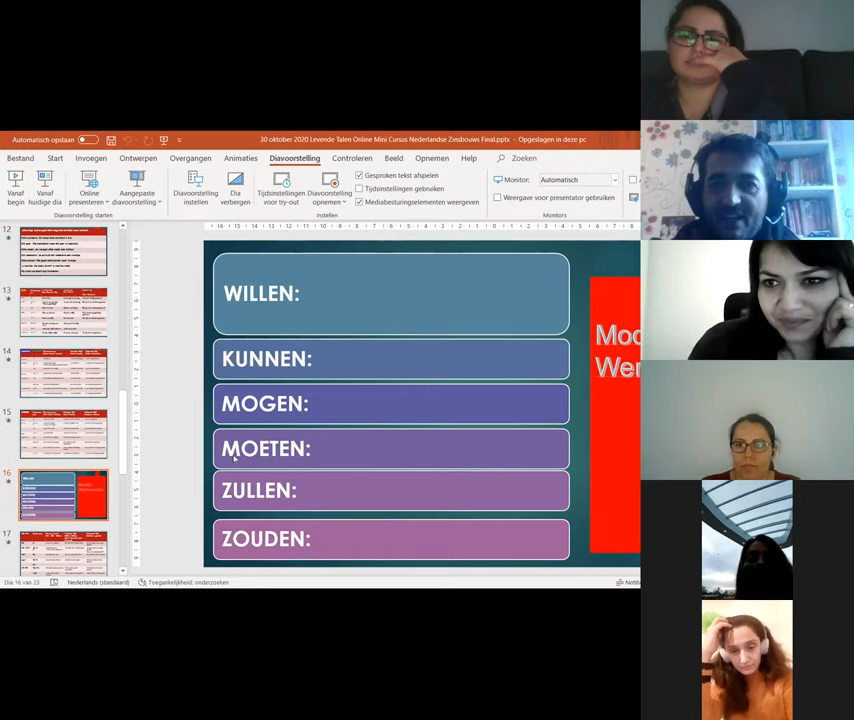 Automatisch opslaan
30 oktober 2020 Levende Talen Online Mini Cursus Nederlandse Zinsbouws Final.pptx - Opgeslagen in deze pc
Bestand Start Invoegen Ontwerpen Overgangen Animaties Diavoorstelling Controleren Beeld Opnemen Help Zoeken
Vanaf begin
Vanaf huidige dia
Online presenteren
Aangepaste diavoorstelling
Diavoorstelling instellen
Dia verbergen
Tijdsinstellingen voor try-out
Diavoorstelling opnemen
Gesproken tekst afspelen
Tijdsinstellingen gebruiken
Mediabesturingselementen weergeven
Monitor: Automatisch
Weergave voor presentator gebruiken
Diavoorstelling starten
Instellen
Monitors
12
13
14
15
16
17
WILLEN:
KUNNEN:
MOGEN:
MOETEN:
ZULLEN:
ZOUDEN:
Dia 16 van 23
Nederlands (standaard)
Toegankelijkheid: onderzoeken